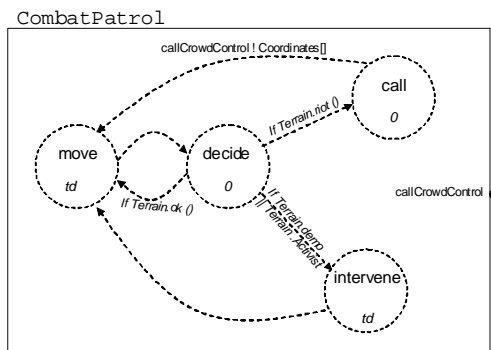 CombatPatrol
callCrowdControl ! Coordinates[]
call
0
If Terrain.riot ()
move
td
decide
0
If Terrain.ok ()
If Terrain.demo
|| Terrain.Activist
callCrowdControl
intervene
td